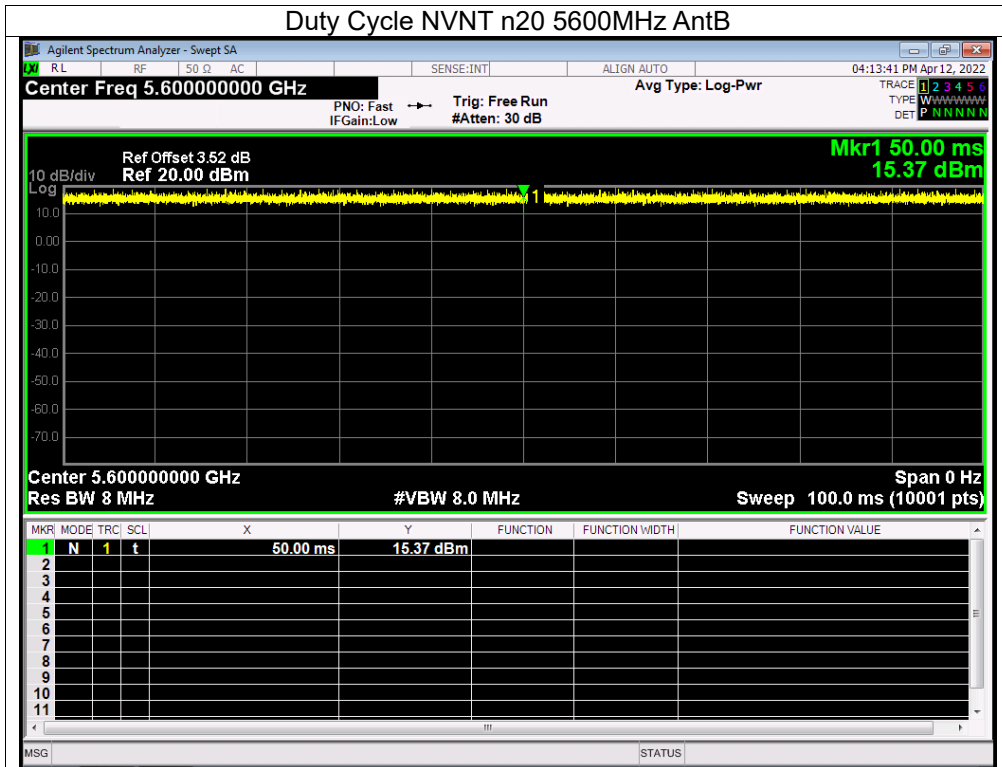 Duty Cycle NVNT n20 5600MHz AntB
Agilent Spectrum Analyzer - Swept SA
LXI RL RF 50 Ω AC SENSE:INT ALIGN AUTO 04:13:41 PM Apr 12, 2022
Center Freq 5.600000000 GHz Avg Type: Log-Pwr TRACE 1 2 3 4 5 6
PNO: Fast Trig: Free Run TYPE WWWWWW
IFGain:Low #Atten: 30 dB DET P N N N N N
Mkr1 50.00 ms
Ref Offset 3.52 dB
10 dB/div Ref 20.00 dBm 15.37 dBm
Log
1
10.0
0.00
-10.0
-20.0
-30.0
-40.0
-50.0
-60.0
-70.0
Center 5.600000000 GHz Span 0 Hz
Res BW 8 MHz #VBW 8.0 MHz Sweep 100.0 ms (10001 pts)
MKR MODE TRC SCL X Y FUNCTION FUNCTION WIDTH FUNCTION VALUE
1 N 1 t 50.00 ms 15.37 dBm
2
3
4
5
6
7
8
9
10
11
MSG STATUS